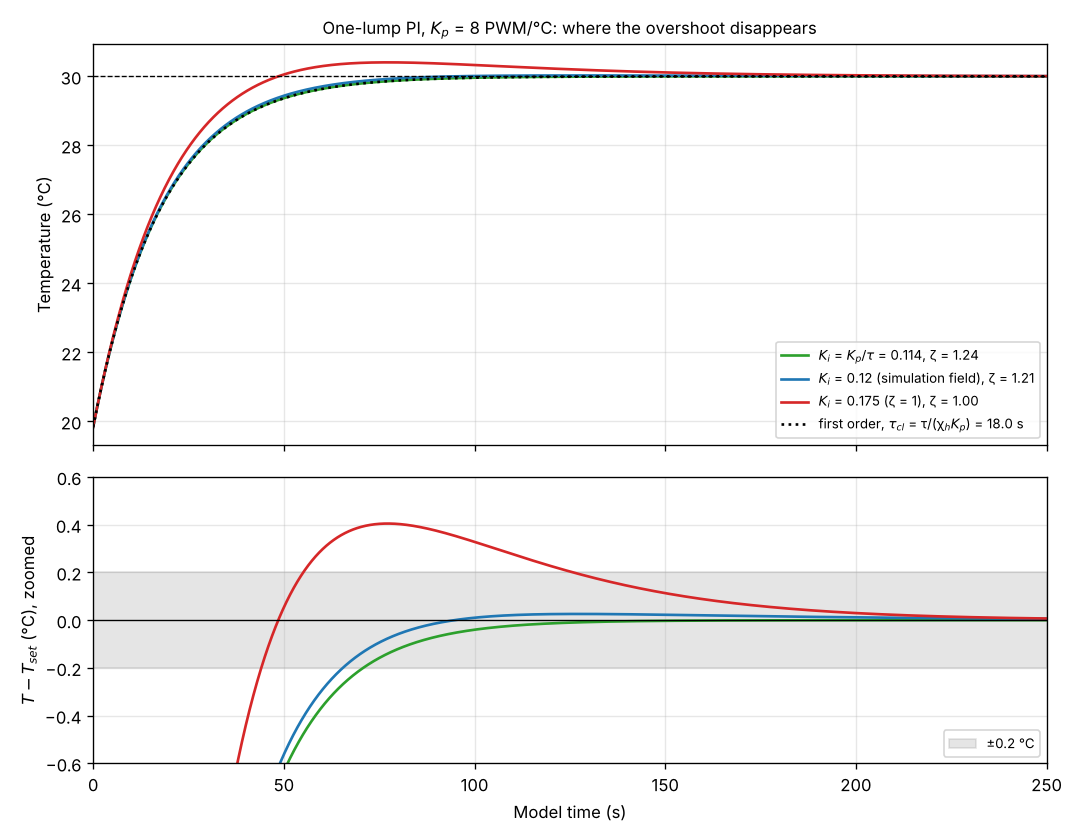 One-lump PI, Kp = 8 PWM/°C: where the overshoot disappears
Temperature (°C)
30
28
26
24
22
20
Ki = Kp/τ = 0.114, ζ = 1.24
Ki = 0.12 (simulation field), ζ = 1.21
Ki = 0.175 (ζ = 1), ζ = 1.00
first order, τcl = τ/(χhKp) = 18.0 s
T − Tset (°C), zoomed
0.6
0.4
0.2
0.0
−0.2
−0.4
−0.6
±0.2 °C
0 50 100 150 200 250
Model time (s)